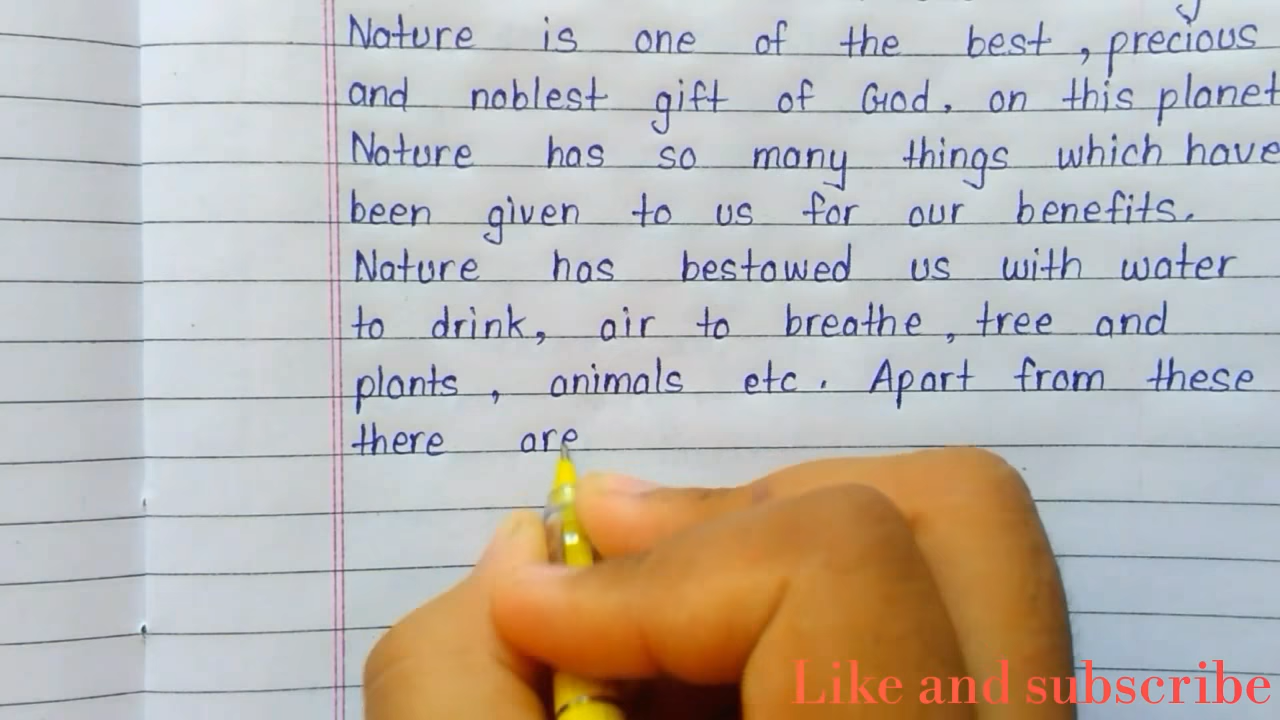 Nature is one of the best, precious
and noblest gift of God. on this planet
Nature has so many things which have
been given to us for our benefits.
Nature has bestowed us with water
to drink, air to breathe, tree and
plants, animals etc. Apart from these
there are
Like and subscribe